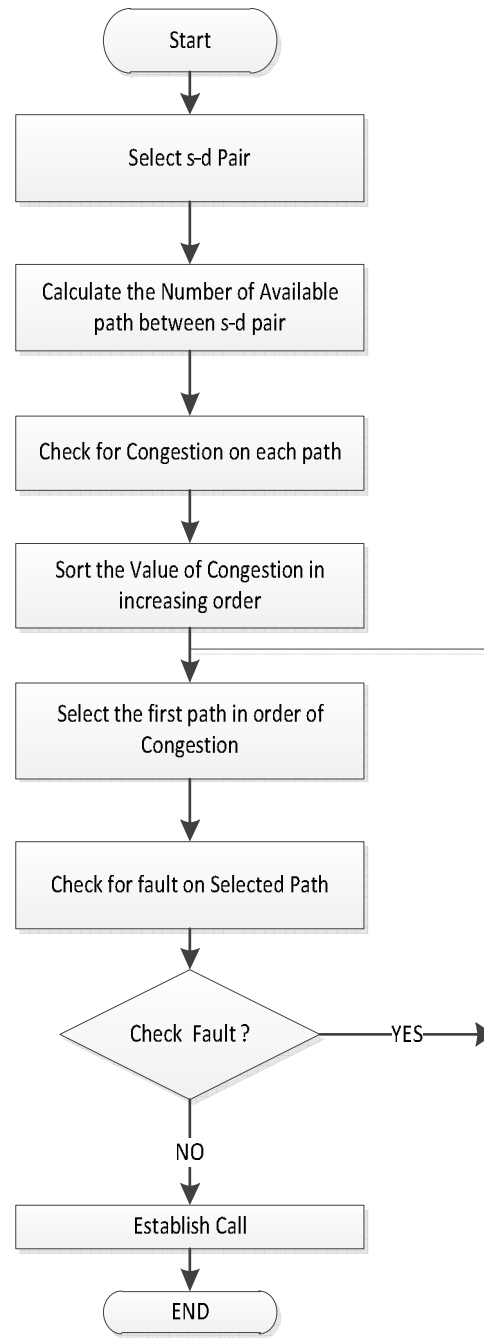 Start
Select s-d Pair
Calculate the Number of Available
path between s-d pair
Check for Congestion on each path
Sort the Value of Congestion in
increasing order
Select the first path in order of
Congestion
Check for fault on Selected Path
Check Fault ?
YES
NO
Establish Call
END